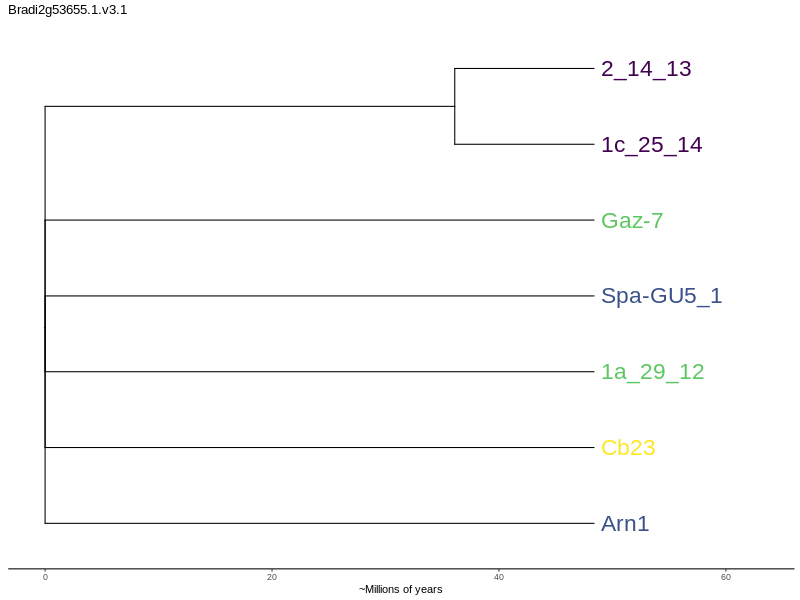 Bradi2g53655.1.v3.1
2_14_13
1c_25_14
Gaz-7
Spa-GU5_1
1a_29_12
Cb23
Arn1
0 20 40 60
~Millions of years